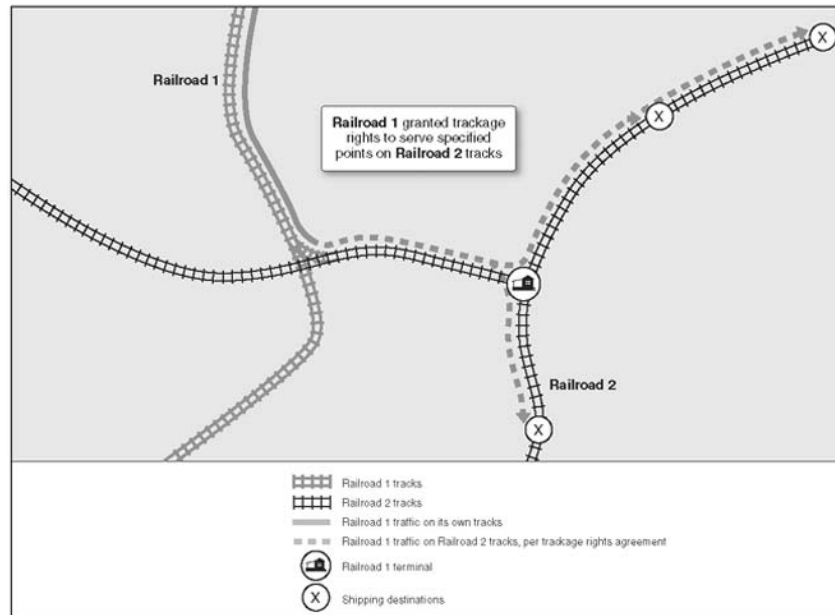 Railroad 1
Railroad 1 granted trackage
rights to serve specified
points on Railroad 2 tracks
X
X
Railroad 2
X
Railroad 1 tracks
Railroad 2 tracks
Railroad 1 traffic on its own tracks
Railroad 1 traffic on Railroad 2 tracks, per trackage rights agreement
Railroad 1 terminal
X Shipping destinations